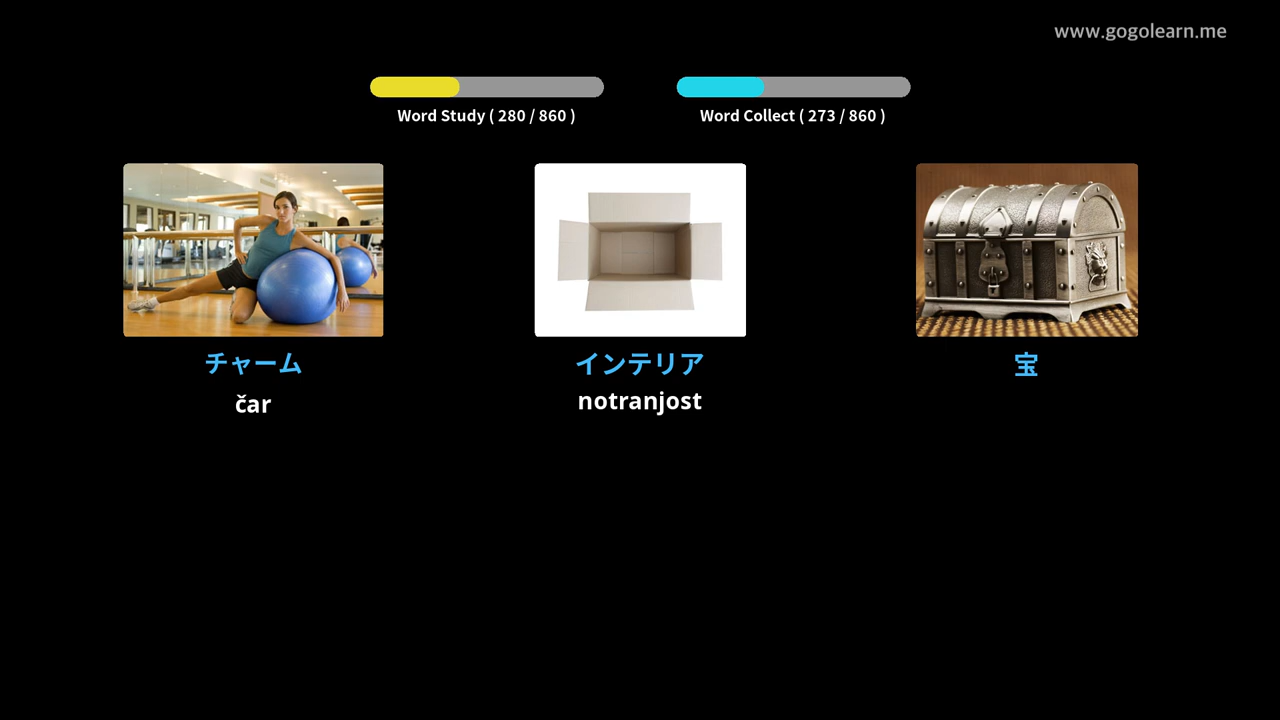 www.gogolearn.me
Word Study ( 280 / 860 )
Word Collect ( 273 / 860 )
チャーム
čar
インテリア
notranjost
宝